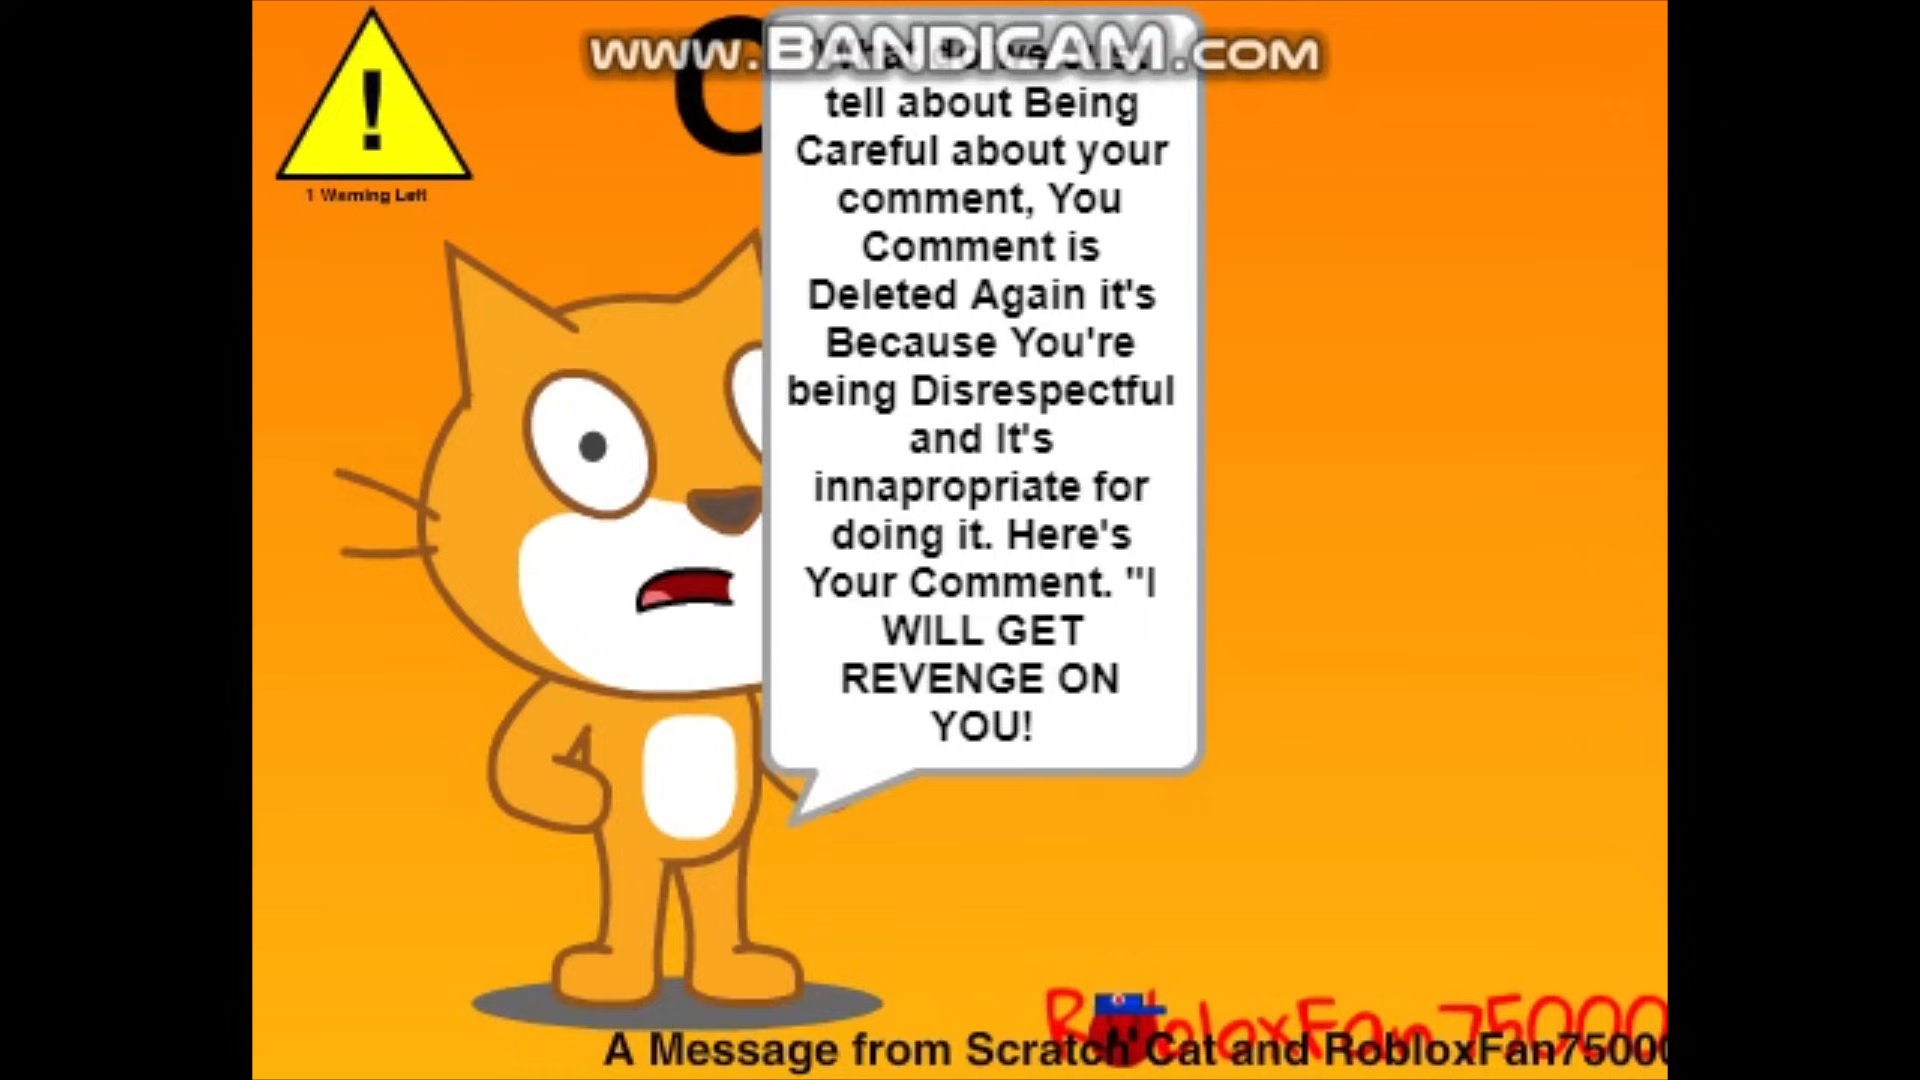 www.BANDICAM.com
!
1 Warning Left
tell about Being
Careful about your
comment, You
Comment is
Deleted Again it's
Because You're
being Disrespectful
and It's
innapropriate for
doing it. Here's
Your Comment. "I
WILL GET
REVENGE ON
YOU!
RobloxFan75000
A Message from Scratch Cat and RobloxFan75000